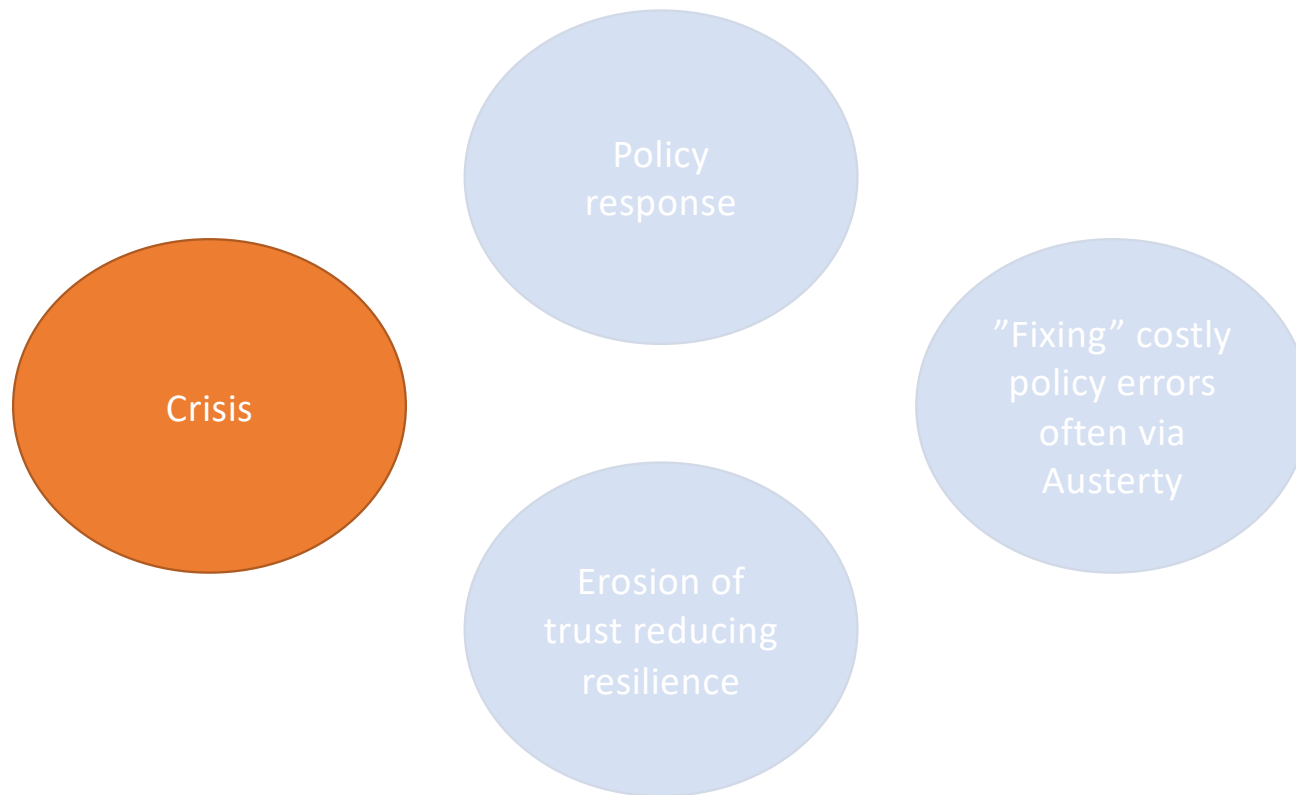 Policy
response
Crisis
”Fixing” costly
policy errors
often via
Austerty
Erosion of
trust reducing
resilience